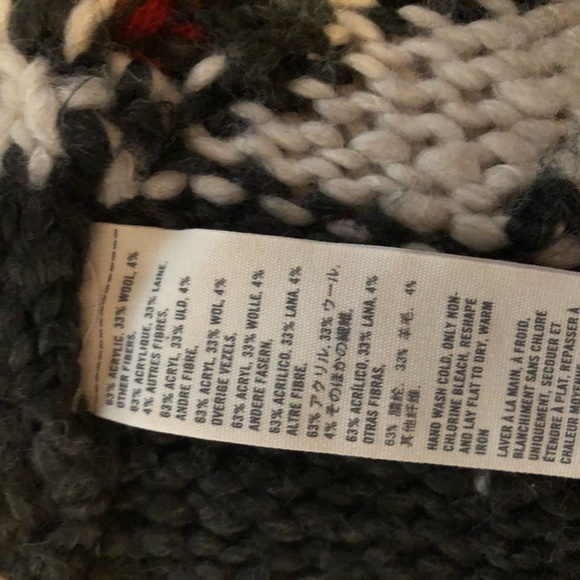 63% ACRYLIC, 33% WOOL, 4%
OTHER FIBERS.
63% ACRYLIQUE, 33% LAINE,
4% AUTRES FIBRES.
63% ACRYL, 33% ULD, 4%
ANDRE FIBRE.
63% ACRYL, 33% WOL, 4%
OVERIGE VEZELS.
63% ACRYL, 33% WOLLE, 4%
ANDERE FASERN.
63% ACRILICO, 33% LANA, 4%
ALTRE FIBRE.
63% アクリル, 33% ウール,
4% そのほかの繊維.
63% ACRÍLICO, 33% LANA, 4%
OTRAS FIBRAS.
63% 腈纶. 33% 羊毛. 4%
其他纤维.
HAND WASH COLD, ONLY NON-
CHLORINE BLEACH, RESHAPE
AND LAY FLAT TO DRY, WARM
IRON
LAVER À LA MAIN, À FROID,
BLANCHIMENT SANS CHLORE
UNIQUEMENT, SECOUER ET
ÉTENDRE À PLAT, REPASSER À
CHALEUR